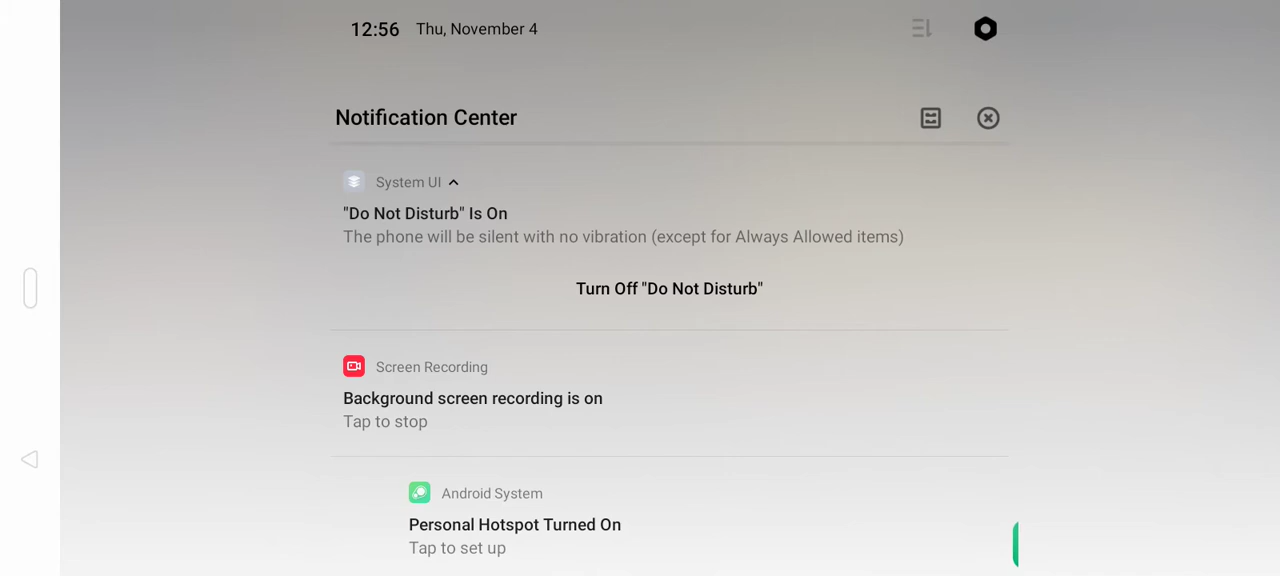 12:56 Thu, November 4
Notification Center
System UI
"Do Not Disturb" Is On
The phone will be silent with no vibration (except for Always Allowed items)
Turn Off "Do Not Disturb"
Screen Recording
Background screen recording is on
Tap to stop
Android System
Personal Hotspot Turned On
Tap to set up